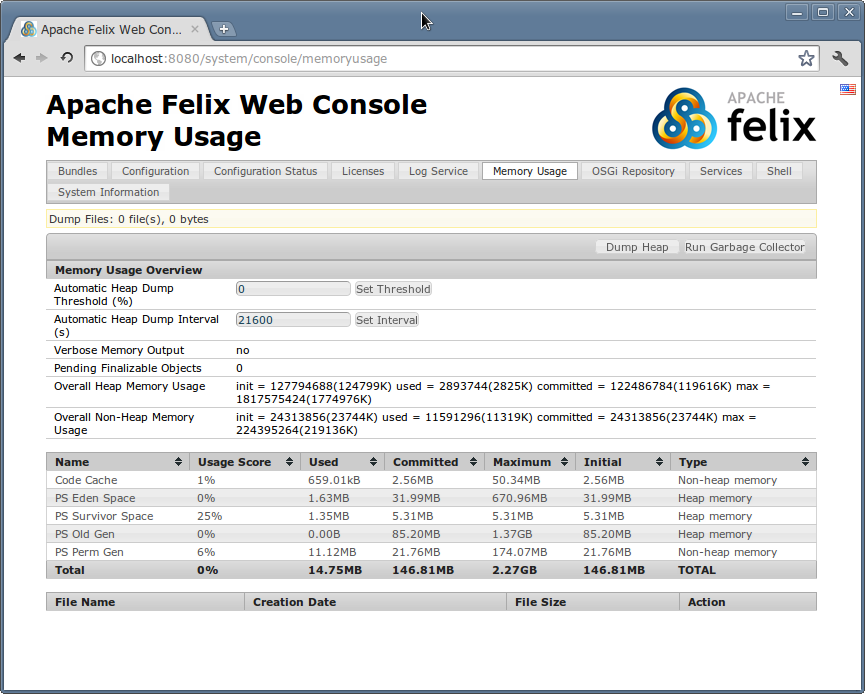 Apache Felix Web Con...
localhost:8080/system/console/memoryusage
Apache Felix Web Console
Memory Usage
APACHE
felix
Bundles Configuration Configuration Status Licenses Log Service Memory Usage OSGi Repository Services Shell
System Information
Dump Files: 0 file(s), 0 bytes
Dump Heap Run Garbage Collector
Memory Usage Overview
Automatic Heap Dump
Threshold (%)
0 Set Threshold
Automatic Heap Dump Interval
(s)
21600 Set Interval
Verbose Memory Output no
Pending Finalizable Objects 0
Overall Heap Memory Usage init = 127794688(124799K) used = 2893744(2825K) committed = 122486784(119616K) max =
1817575424(1774976K)
Overall Non-Heap Memory
Usage
init = 24313856(23744K) used = 11591296(11319K) committed = 24313856(23744K) max =
224395264(219136K)
Name Usage Score Used Committed Maximum Initial Type
Code Cache 1% 659.01kB 2.56MB 50.34MB 2.56MB Non-heap memory
PS Eden Space 0% 1.63MB 31.99MB 670.96MB 31.99MB Heap memory
PS Survivor Space 25% 1.35MB 5.31MB 5.31MB 5.31MB Heap memory
PS Old Gen 0% 0.00B 85.20MB 1.37GB 85.20MB Heap memory
PS Perm Gen 6% 11.12MB 21.76MB 174.07MB 21.76MB Non-heap memory
Total 0% 14.75MB 146.81MB 2.27GB 146.81MB TOTAL
File Name Creation Date File Size Action